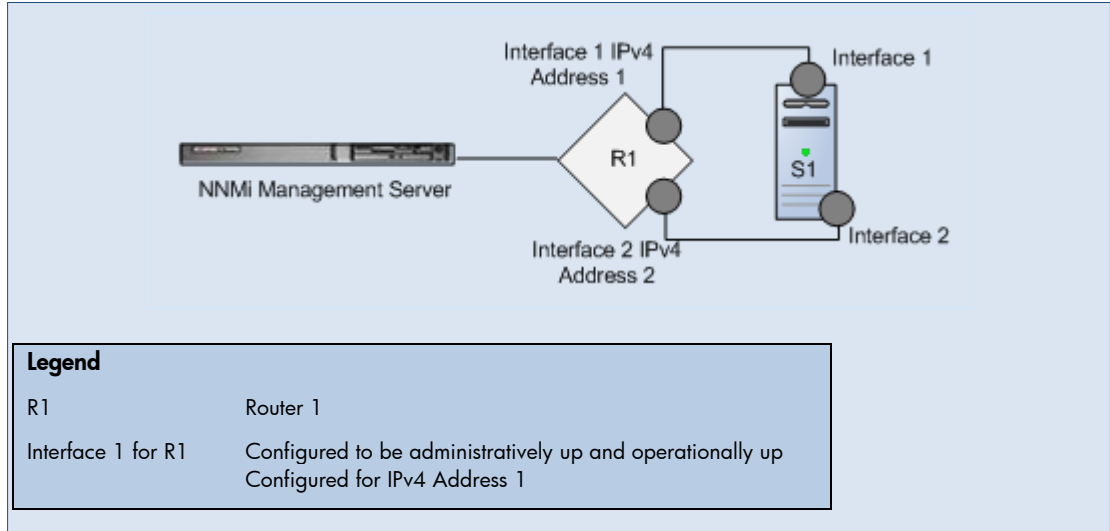 Interface 1 IPv4
Address 1
Interface 1
R1
S1
NNMi Management Server
Interface 2
Interface 2 IPv4
Address 2
Legend
R1 Router 1
Interface 1 for R1 Configured to be administratively up and operationally up
Configured for IPv4 Address 1